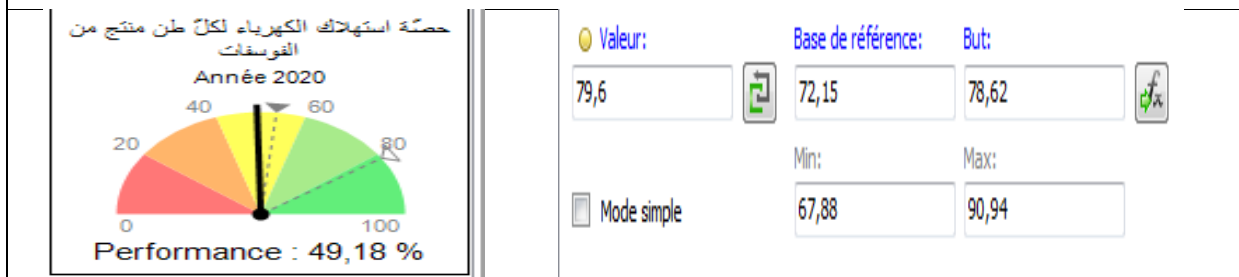 حصّة استهلاك الكهرباء لكلّ طن منتج من
الفوسفات
Année 2020
40 60
20 80
0 100
Performance : 49,18 %
Valeur: Base de référence: But:
79,6 72,15 78,62 fx
Min: Max:
Mode simple 67,88 90,94